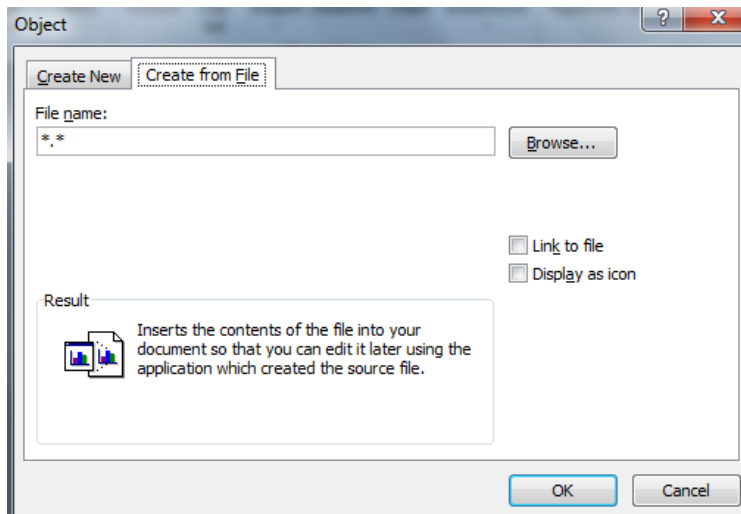 Object
?
X
Create New
Create from File
File name:
*.*
Browse...
Link to file
Display as icon
Result
Inserts the contents of the file into your
document so that you can edit it later using the
application which created the source file.
OK
Cancel